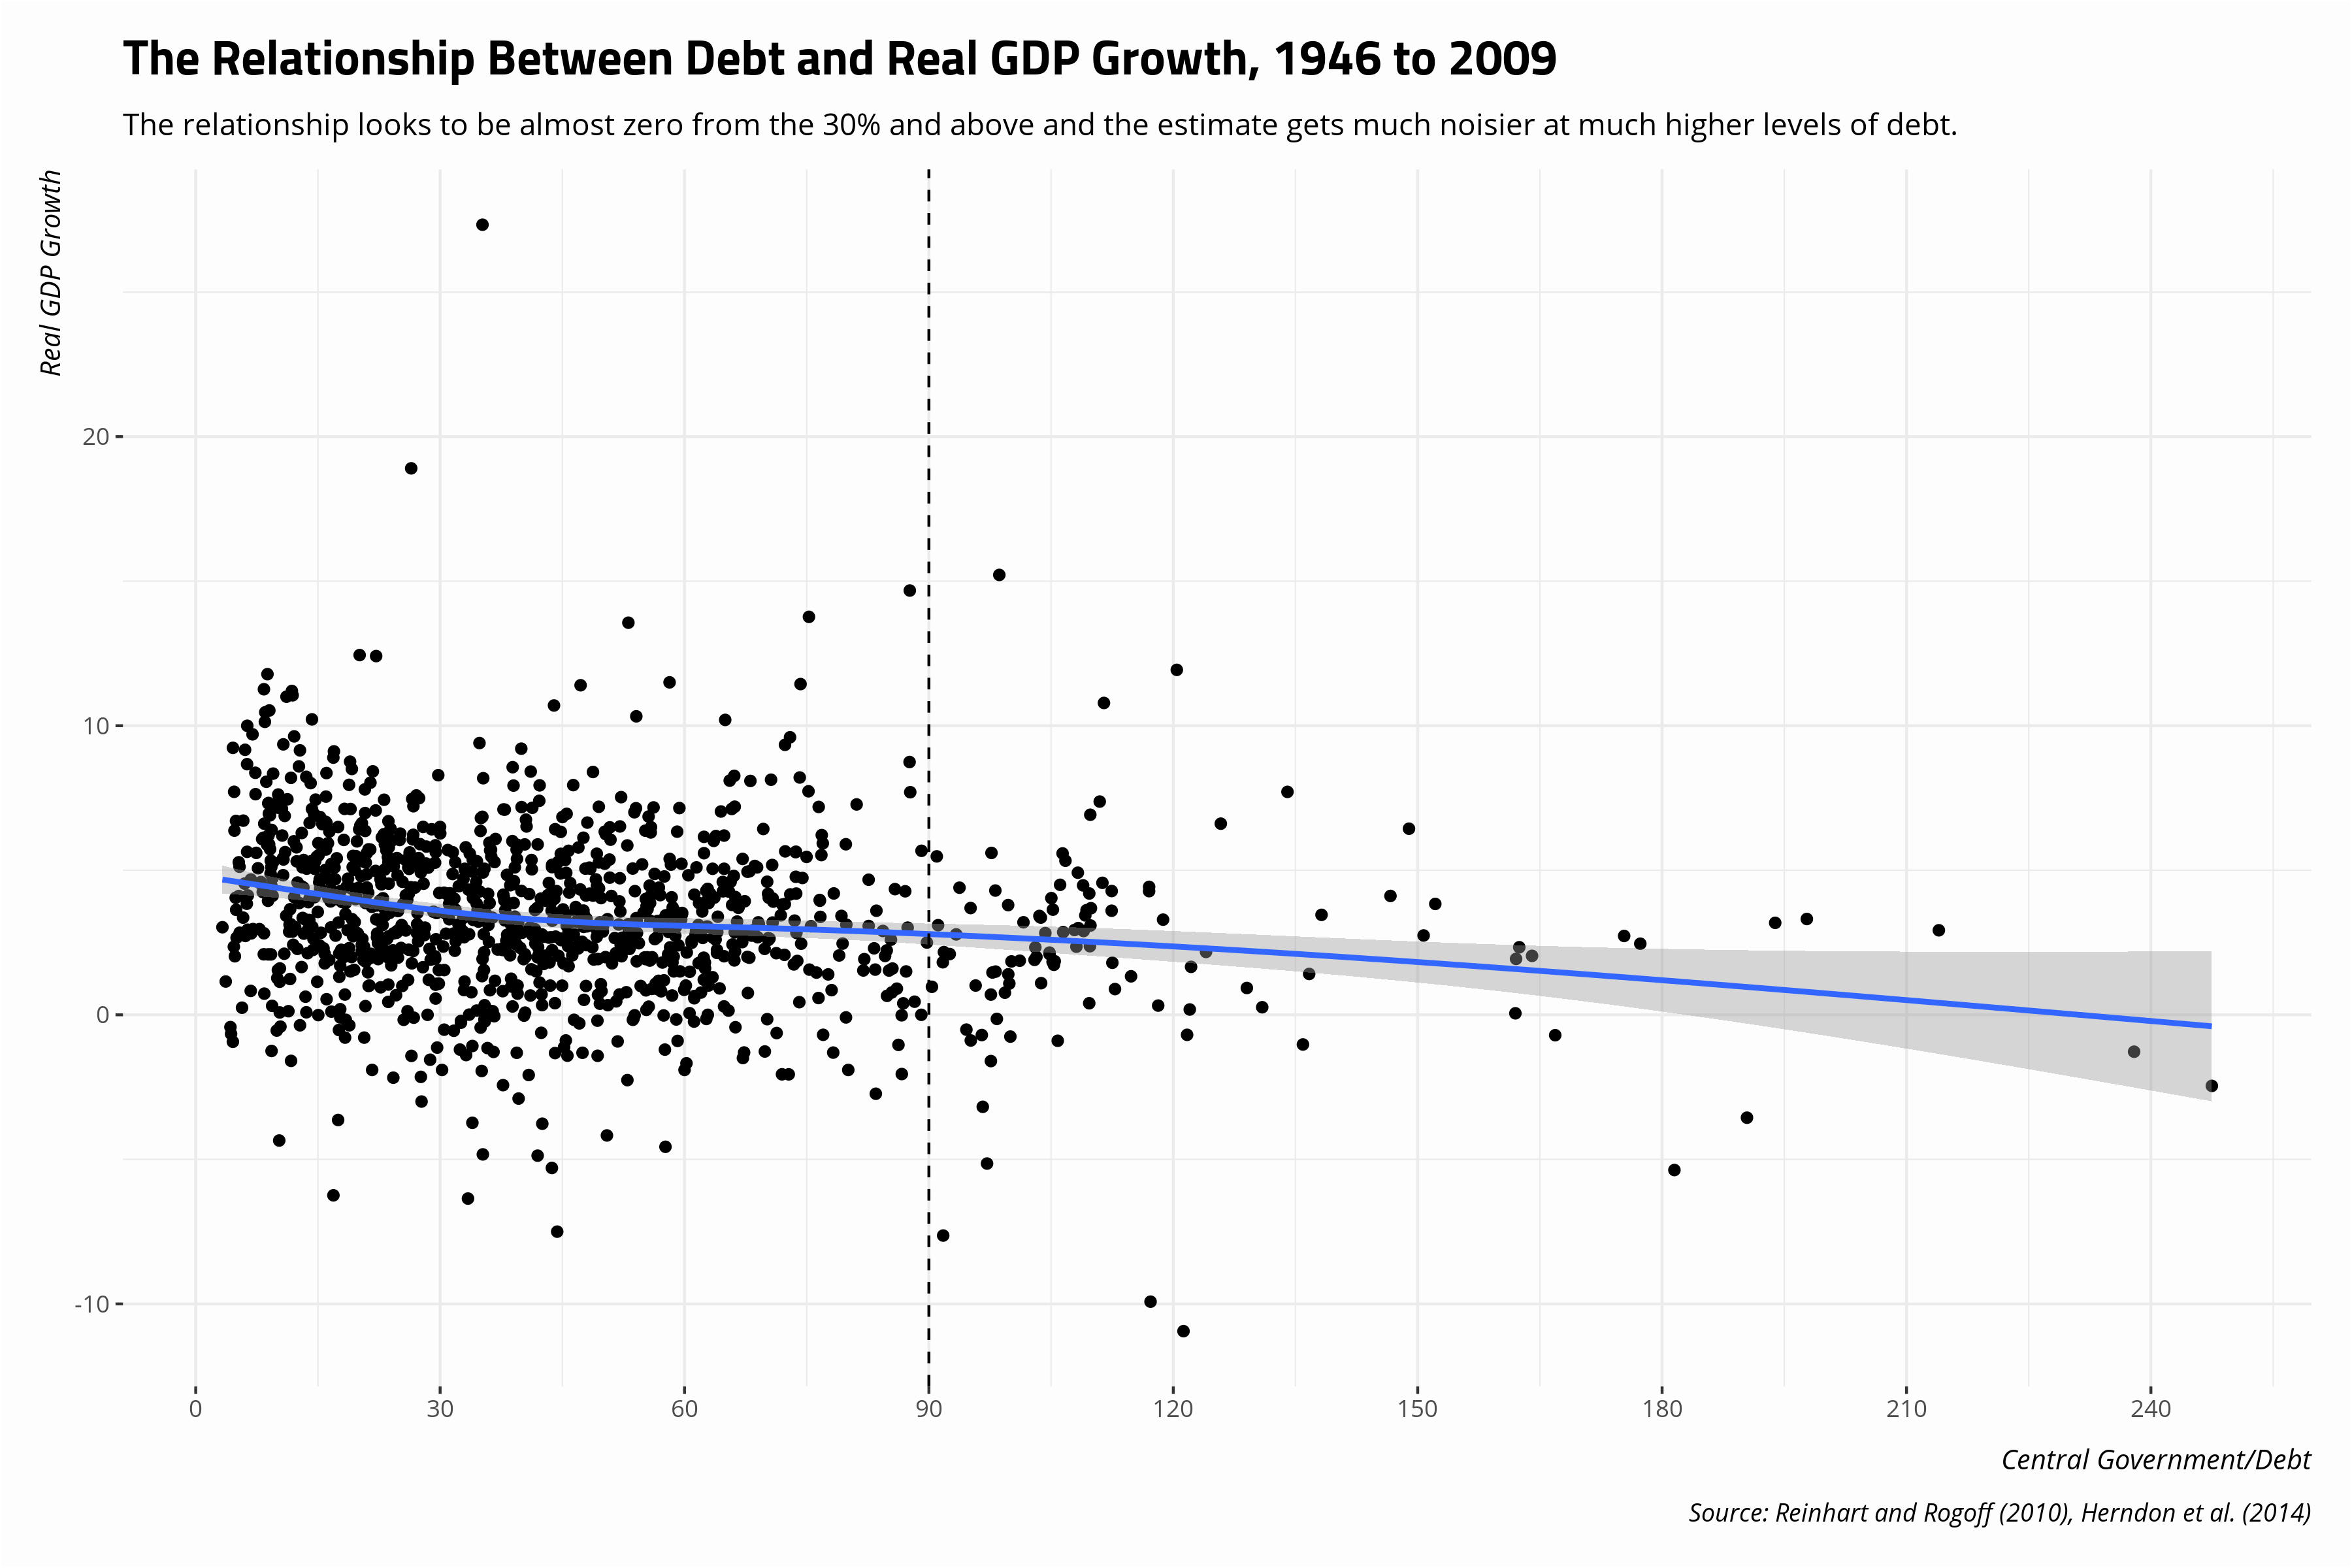 The Relationship Between Debt and Real GDP Growth, 1946 to 2009
The relationship looks to be almost zero from the 30% and above and the estimate gets much noisier at much higher levels of debt.
Real GDP Growth
20
10
0
-10
0 30 60 90 120 150 180 210 240
Central Government/Debt
Source: Reinhart and Rogoff (2010), Herndon et al. (2014)